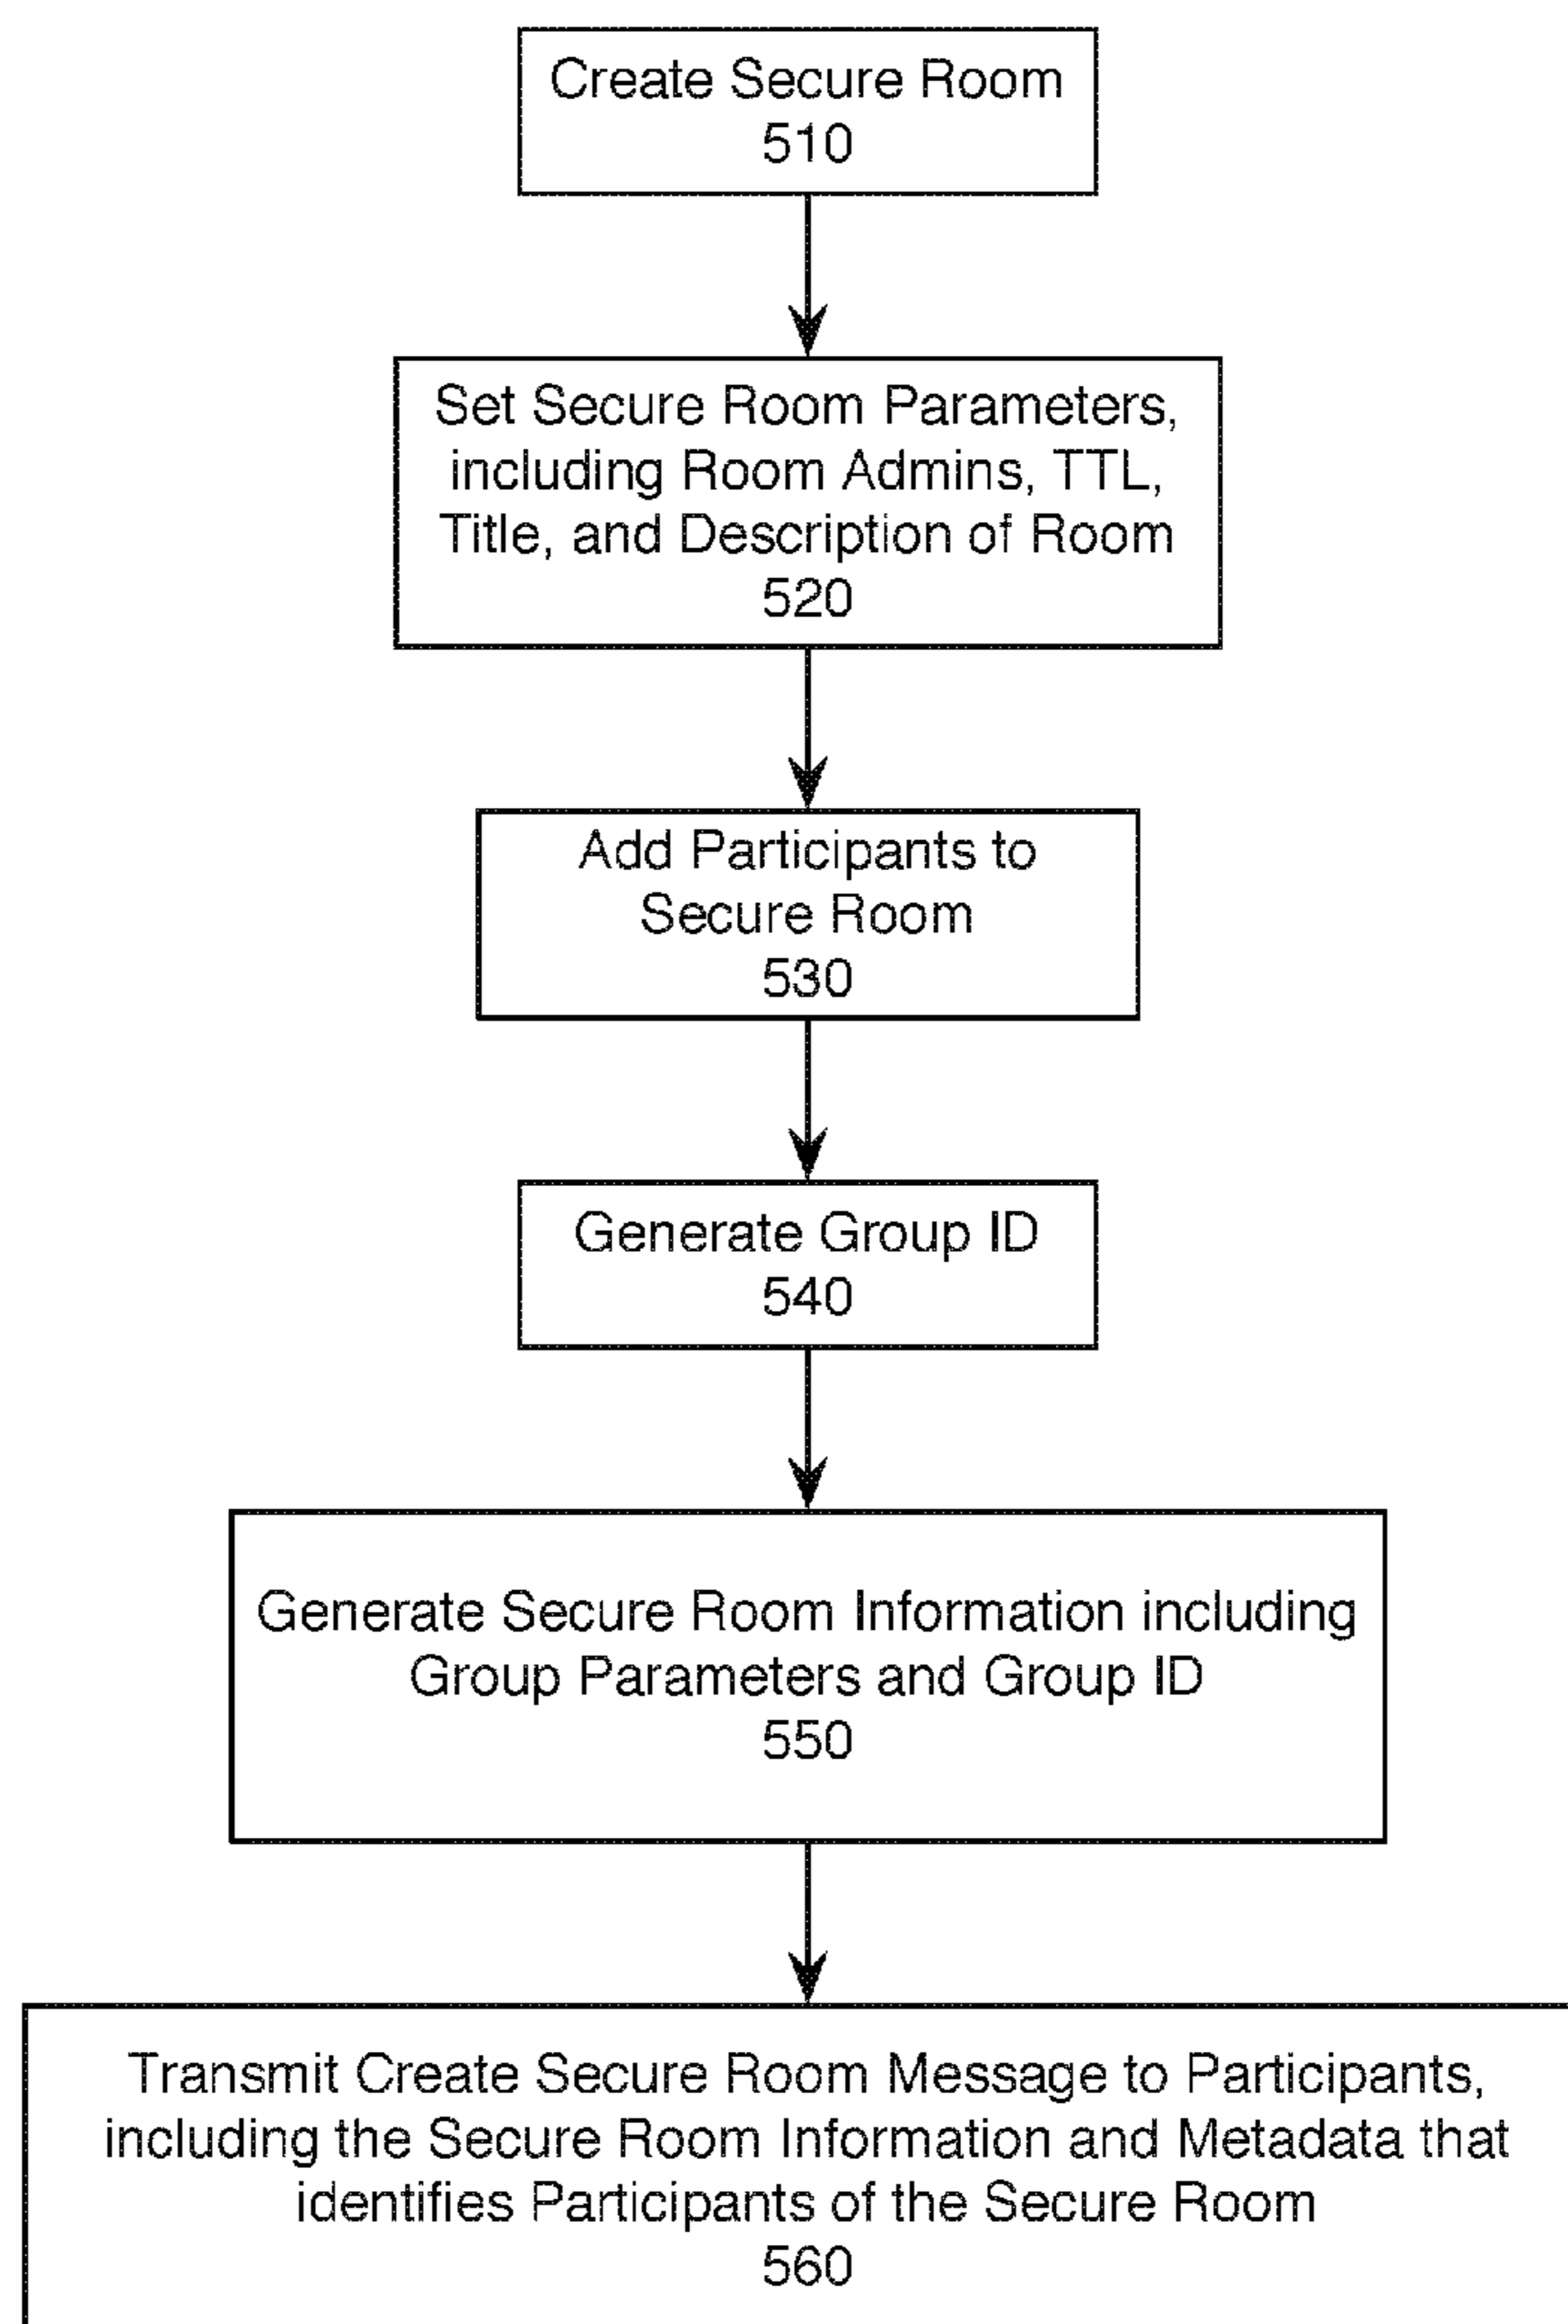 Create Secure Room
510
Set Secure Room Parameters,
including Room Admins, TTL,
Title, and Description of Room
520
Add Participants to
Secure Room
530
Generate Group ID
540
Generate Secure Room Information including
Group Parameters and Group ID
550
Transmit Create Secure Room Message to Participants,
including the Secure Room Information and Metadata that
identifies Participants of the Secure Room
560